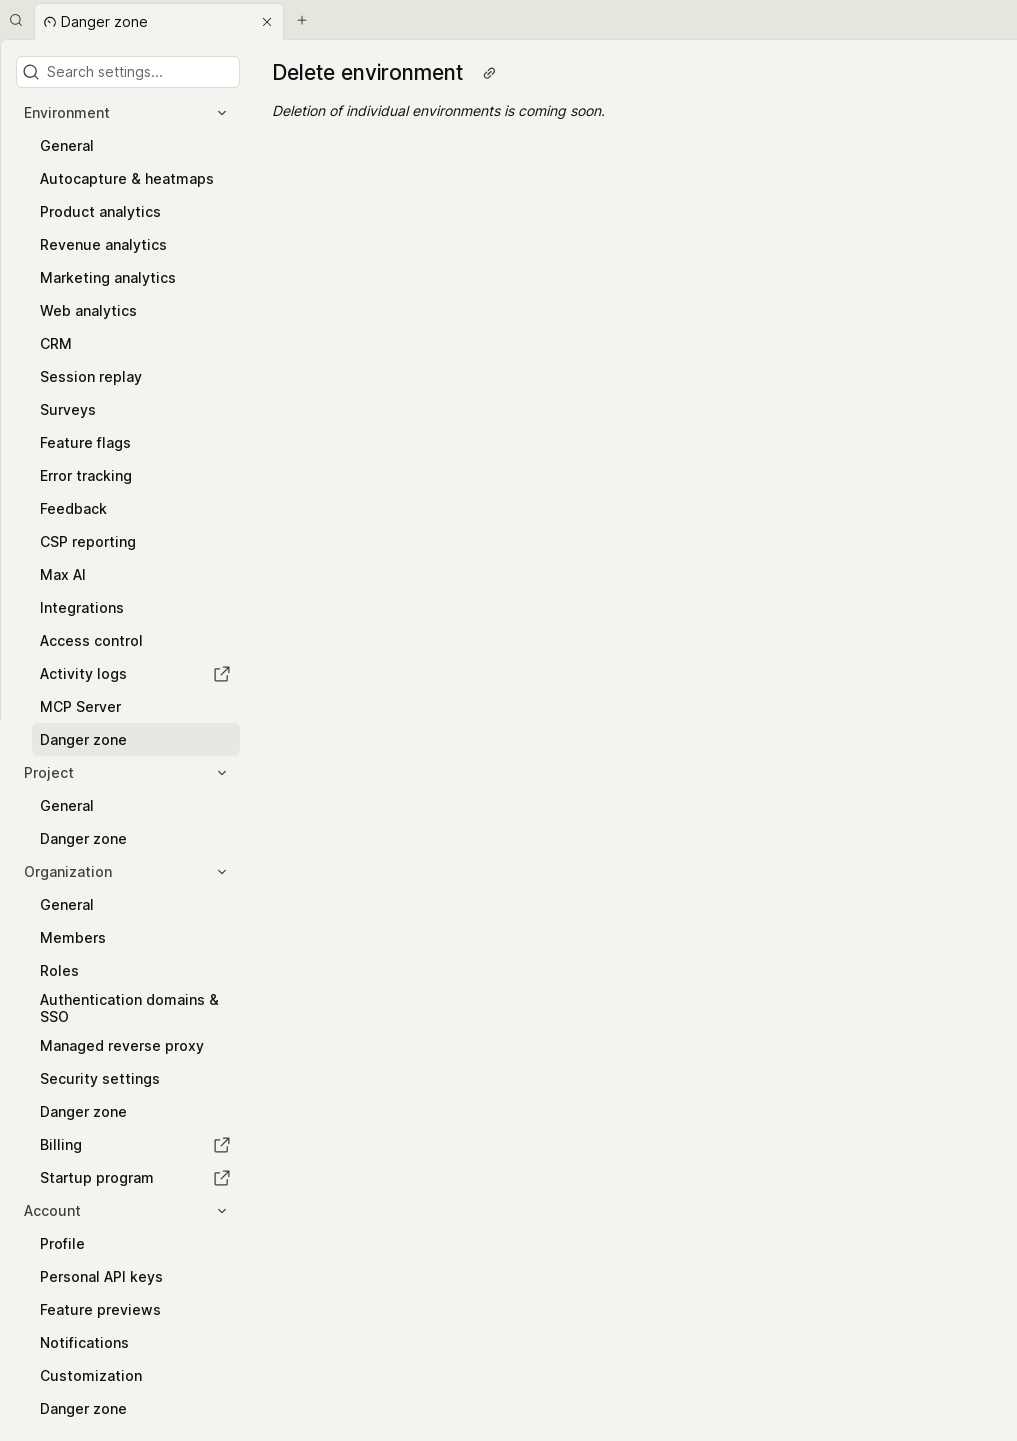 Danger zone
Search settings...
Environment
General
Autocapture & heatmaps
Product analytics
Revenue analytics
Marketing analytics
Web analytics
CRM
Session replay
Surveys
Feature flags
Error tracking
Feedback
CSP reporting
Max AI
Integrations
Access control
Activity logs
MCP Server
Danger zone
Project
General
Danger zone
Organization
General
Members
Roles
Authentication domains &
SSO
Managed reverse proxy
Security settings
Danger zone
Billing
Startup program
Account
Profile
Personal API keys
Feature previews
Notifications
Customization
Danger zone
Delete environment
Deletion of individual environments is coming soon.